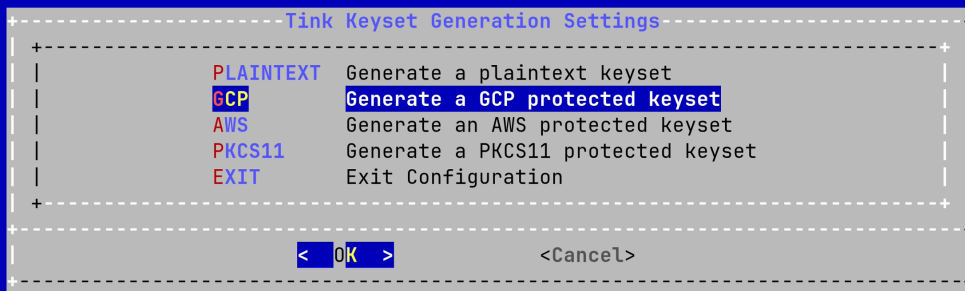 Tink Keyset Generation Settings
PLAINTEXT Generate a plaintext keyset
GCP Generate a GCP protected keyset
AWS Generate an AWS protected keyset
PKCS11 Generate a PKCS11 protected keyset
EXIT Exit Configuration
< OK > <Cancel>